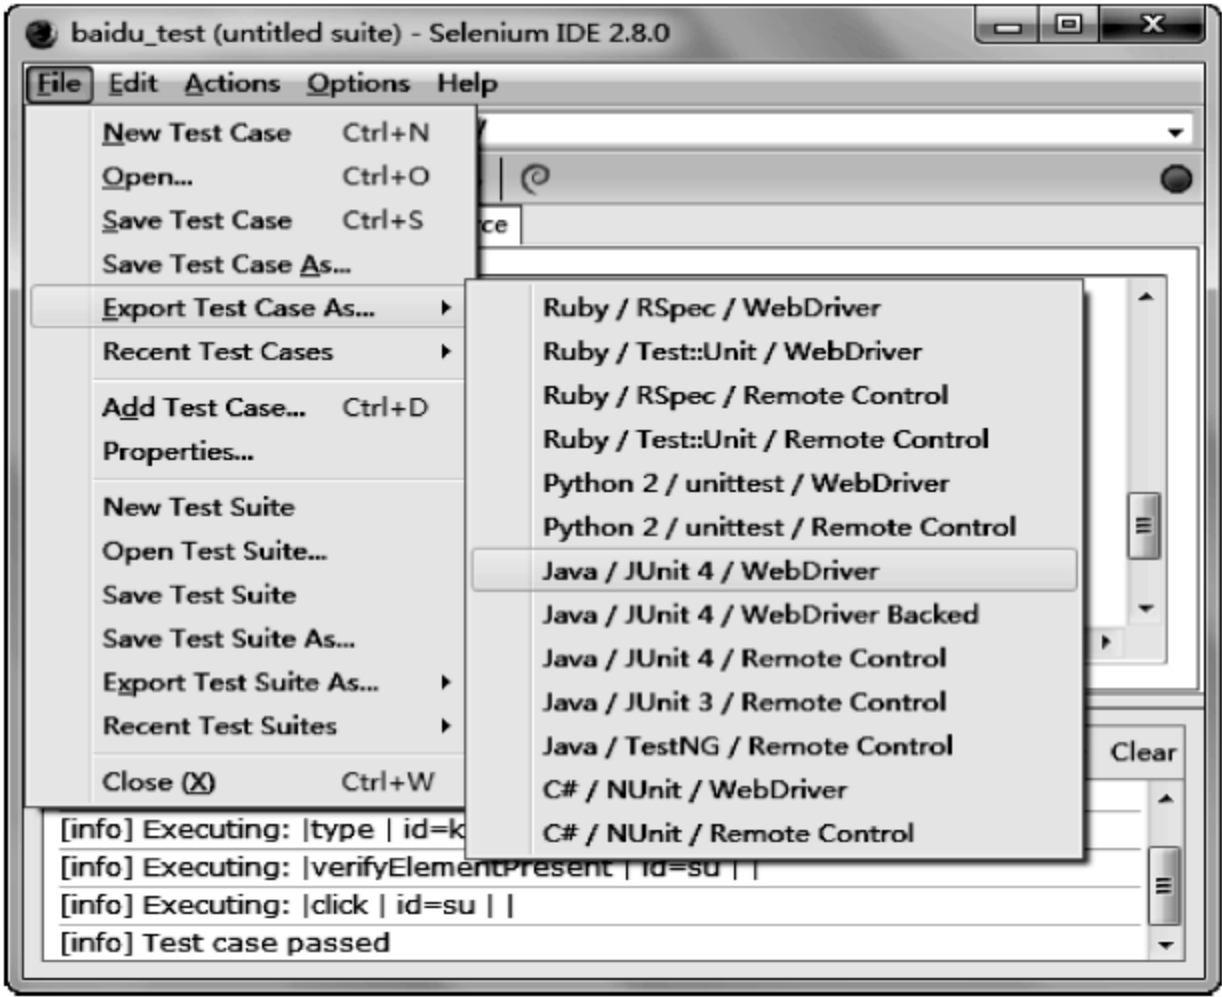 baidu_test (untitled suite) - Selenium IDE 2.8.0
File Edit Actions Options Help
New Test Case Ctrl+N
Open... Ctrl+O
Save Test Case Ctrl+S
Save Test Case As...
Export Test Case As...
Recent Test Cases
Add Test Case... Ctrl+D
Properties...
New Test Suite
Open Test Suite...
Save Test Suite
Save Test Suite As...
Export Test Suite As...
Recent Test Suites
Close (X) Ctrl+W
Ruby / RSpec / WebDriver
Ruby / Test::Unit / WebDriver
Ruby / RSpec / Remote Control
Ruby / Test::Unit / Remote Control
Python 2 / unittest / WebDriver
Python 2 / unittest / Remote Control
Java / JUnit 4 / WebDriver
Java / JUnit 4 / WebDriver Backed
Java / JUnit 4 / Remote Control
Java / JUnit 3 / Remote Control
Java / TestNG / Remote Control
C# / NUnit / WebDriver
C# / NUnit / Remote Control
Clear
[info] Executing: |type | id=k
[info] Executing: |verifyElementPresent | id=su | |
[info] Executing: |click | id=su | |
[info] Test case passed